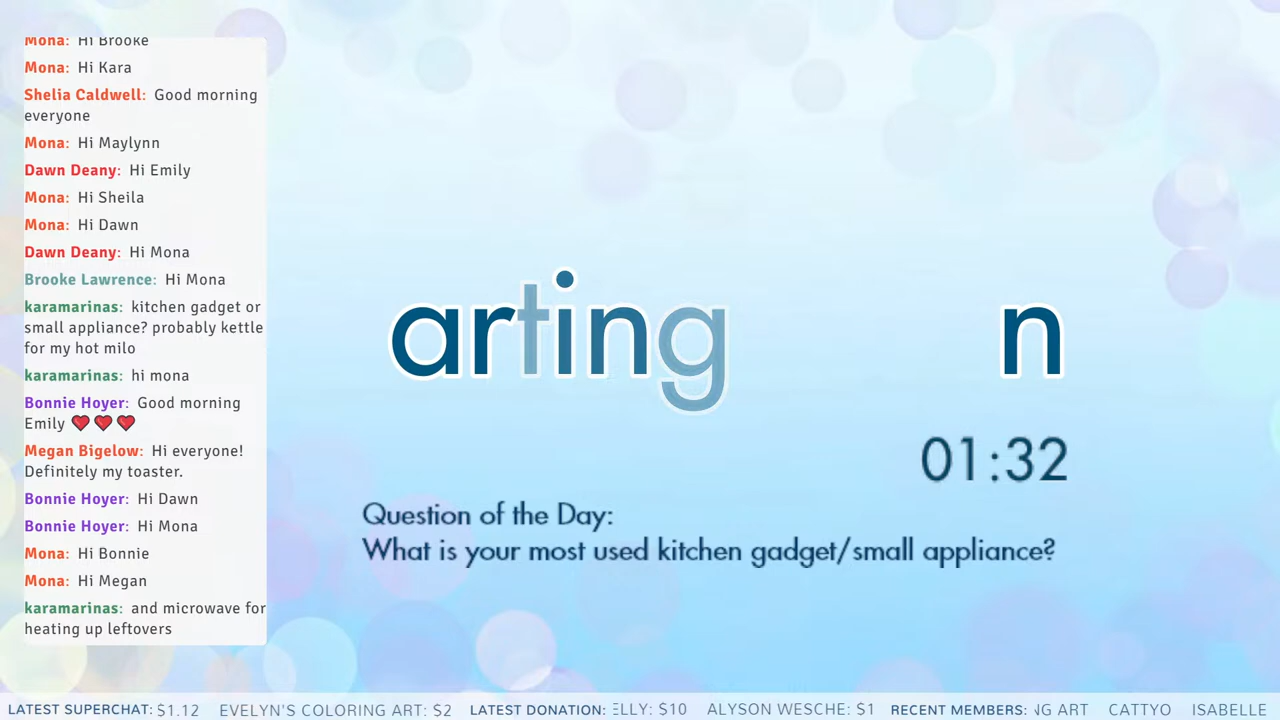 Mona: Hi Brooke
Mona: Hi Kara
Shelia Caldwell: Good morning
everyone
Mona: Hi Maylynn
Dawn Deany: Hi Emily
Mona: Hi Sheila
Mona: Hi Dawn
Dawn Deany: Hi Mona
Brooke Lawrence: Hi Mona
karamarinas: kitchen gadget or
small appliance? probably kettle
for my hot milo
karamarinas: hi mona
Bonnie Hoyer: Good morning
Emily ❤️❤️❤️
Megan Bigelow: Hi everyone!
Definitely my toaster.
Bonnie Hoyer: Hi Dawn
Bonnie Hoyer: Hi Mona
Mona: Hi Bonnie
Mona: Hi Megan
karamarinas: and microwave for
heating up leftovers
arting n
01:32
Question of the Day:
What is your most used kitchen gadget/small appliance?
LATEST SUPERCHAT: $1.12 EVELYN'S COLORING ART: $2 LATEST DONATION: ELLY: $10 ALYSON WESCHE: $1 RECENT MEMBERS: NG ART CATTYO ISABELLE